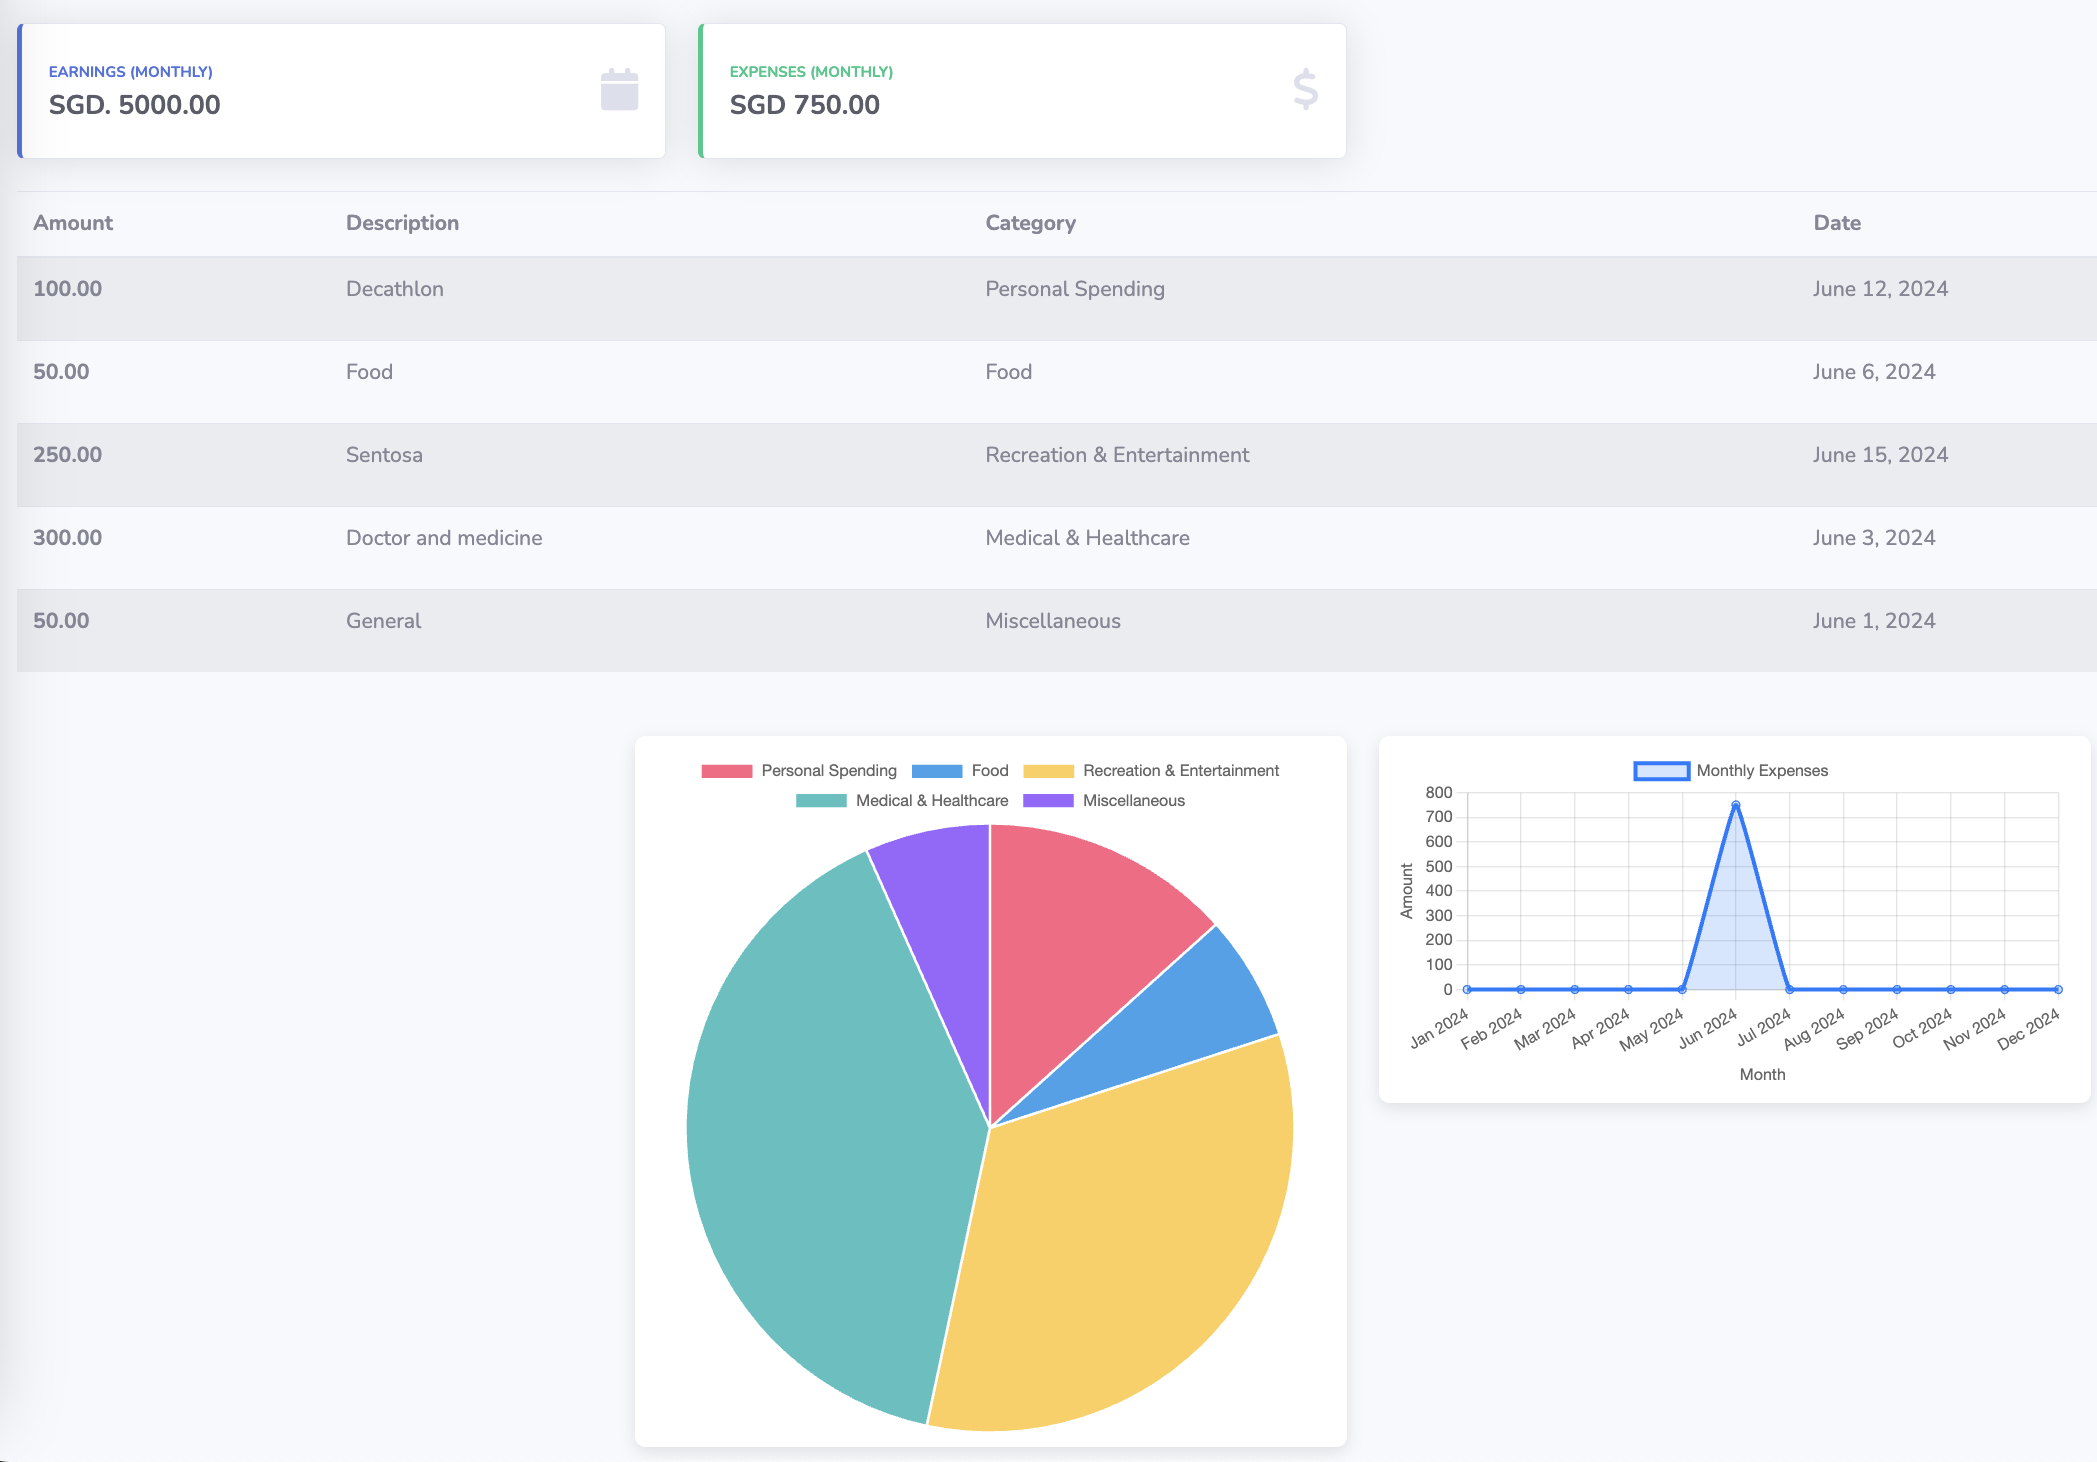 EARNINGS (MONTHLY)
SGD. 5000.00
EXPENSES (MONTHLY)
SGD 750.00
$
Amount Description Category Date
100.00 Decathlon Personal Spending June 12, 2024
50.00 Food Food June 6, 2024
250.00 Sentosa Recreation & Entertainment June 15, 2024
300.00 Doctor and medicine Medical & Healthcare June 3, 2024
50.00 General Miscellaneous June 1, 2024
Personal Spending Food Recreation & Entertainment
Medical & Healthcare Miscellaneous
Monthly Expenses
800
700
600
500
400
300
200
100
0
Amount
Jan 2024 Feb 2024 Mar 2024 Apr 2024 May 2024 Jun 2024 Jul 2024 Aug 2024 Sep 2024 Oct 2024 Nov 2024 Dec 2024
Month